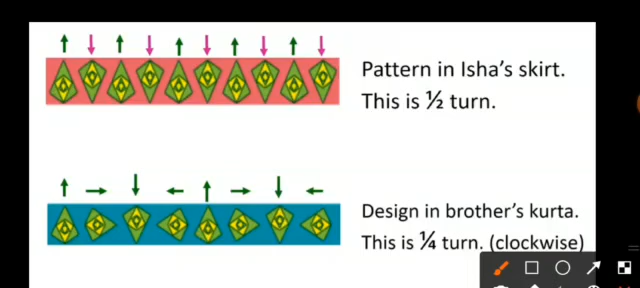 Pattern in Isha's skirt.
This is ½ turn.
Design in brother's kurta.
This is ¼ turn. (clockwise)